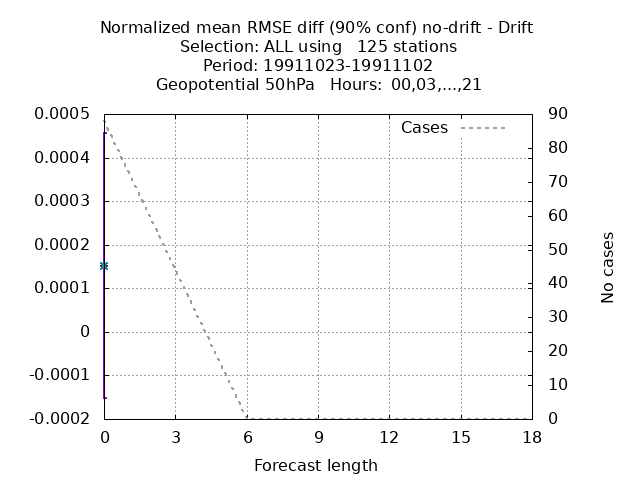 Normalized mean RMSE diff (90% conf) no-drift - Drift
Selection: ALL using   125 stations
Period: 19911023-19911102
Geopotential 50hPa   Hours:  00,03,...,21
Cases
0.0005
0.0004
0.0003
0.0002
0.0001
0
-0.0001
-0.0002
90
80
70
60
50
40
30
20
10
0
No cases
0 3 6 9 12 15 18
Forecast length